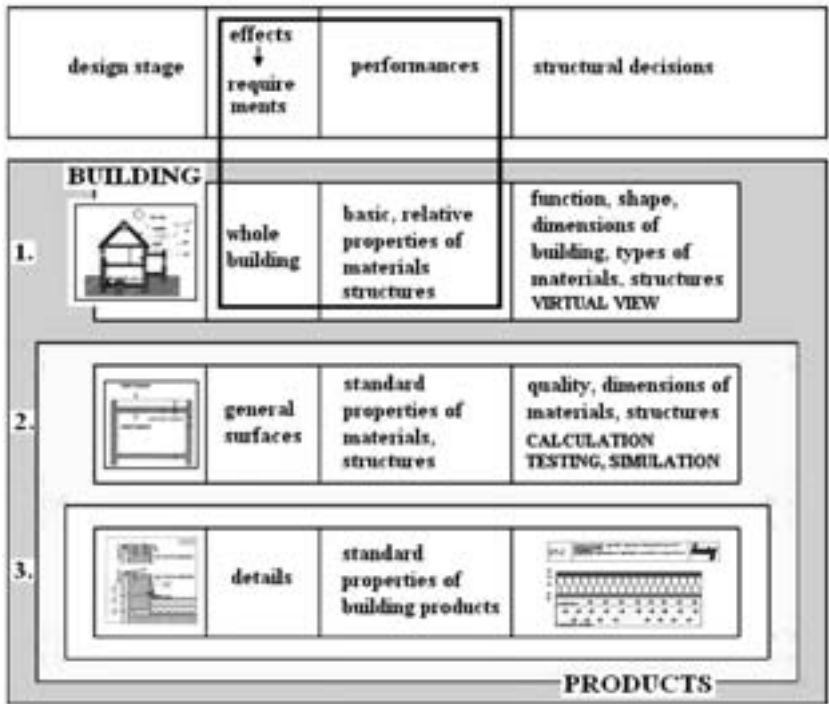 design stage
effects
require
ments
performances
structural decisions
BUILDING
1.
whole
building
basic, relative
properties of
materials
structures
function, shape,
dimensions of
building, types of
materials, structures
VIRTUAL VIEW
2.
general
surfaces
standard
properties of
materials,
structures
quality, dimensions of
materials, structures
CALCULATION
TESTING, SIMULATION
3.
details
standard
properties of
building products
PRODUCTS